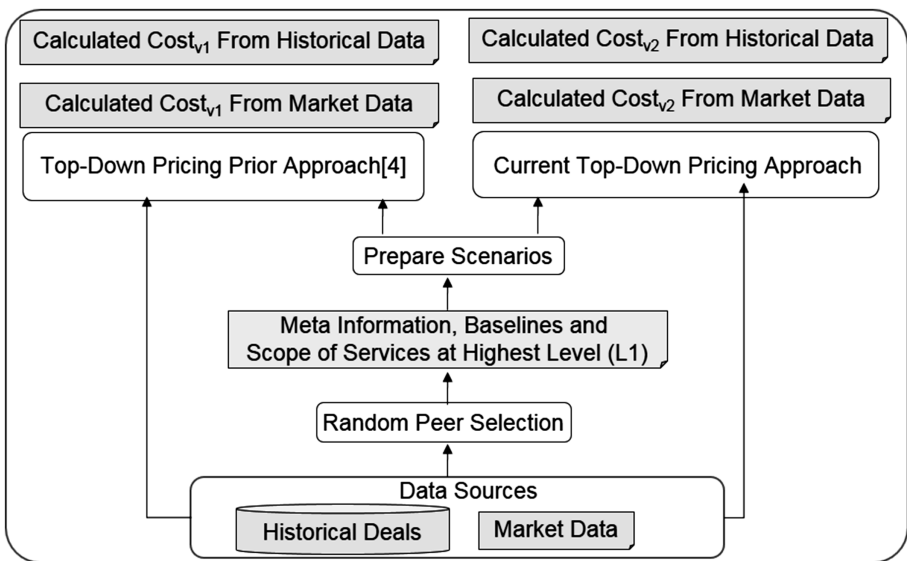 Calculated Costv1 From Historical Data
Calculated Costv2 From Historical Data
Calculated Costv1 From Market Data
Calculated Costv2 From Market Data
Top-Down Pricing Prior Approach[4]
Current Top-Down Pricing Approach
Prepare Scenarios
Meta Information, Baselines and
Scope of Services at Highest Level (L1)
Random Peer Selection
Data Sources
Historical Deals
Market Data